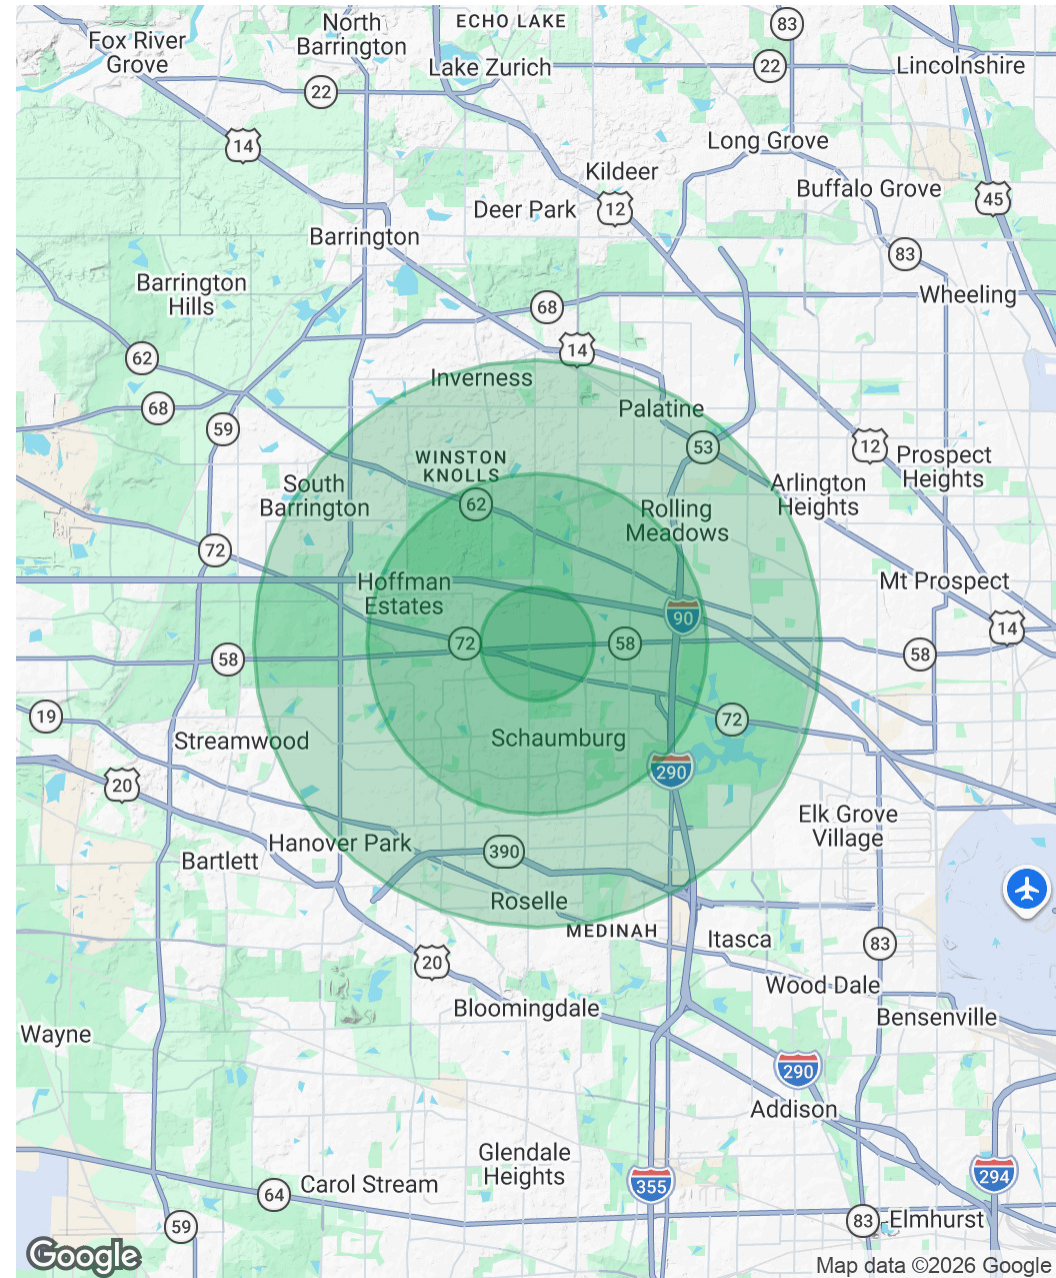 ECHO LAKE
North
Barrington
83
Fox River
Grove
Lake Zurich
22
Lincolnshire
22
14
Long Grove
Kildeer
Buffalo Grove
45
Deer Park
12
Barrington
83
Barrington
Hills
Wheeling
68
14
62
Inverness
68
Palatine
59
53
12
WINSTON
KNOLLS
Prospect
Heights
South
Barrington
Arlington
Heights
62
Rolling
Meadows
72
Hoffman
Estates
Mt Prospect
90
14
72
58
58
58
19
72
Streamwood
Schaumburg
290
20
Elk Grove
Village
Hanover Park
390
Bartlett
Roselle
MEDINAH
Itasca
83
20
Wood Dale
Bloomingdale
Bensenville
Wayne
290
Addison
Glendale
Heights
294
Carol Stream
355
64
59
83
Elmhurst
Google
Map data ©2026 Google